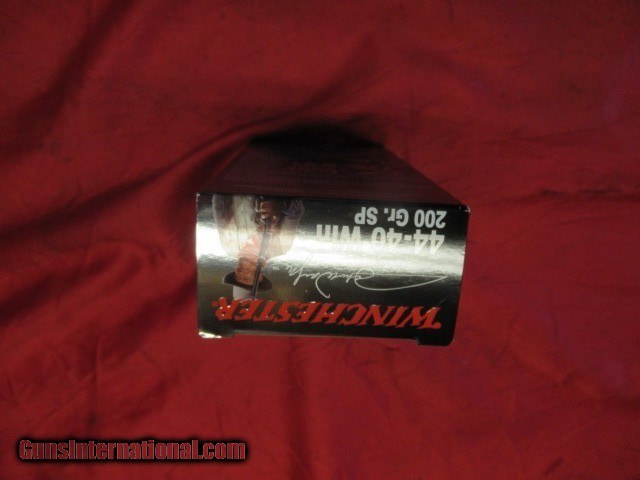 WINCHESTER
44-40 Win
200 Gr. SP
GunsInternational.com